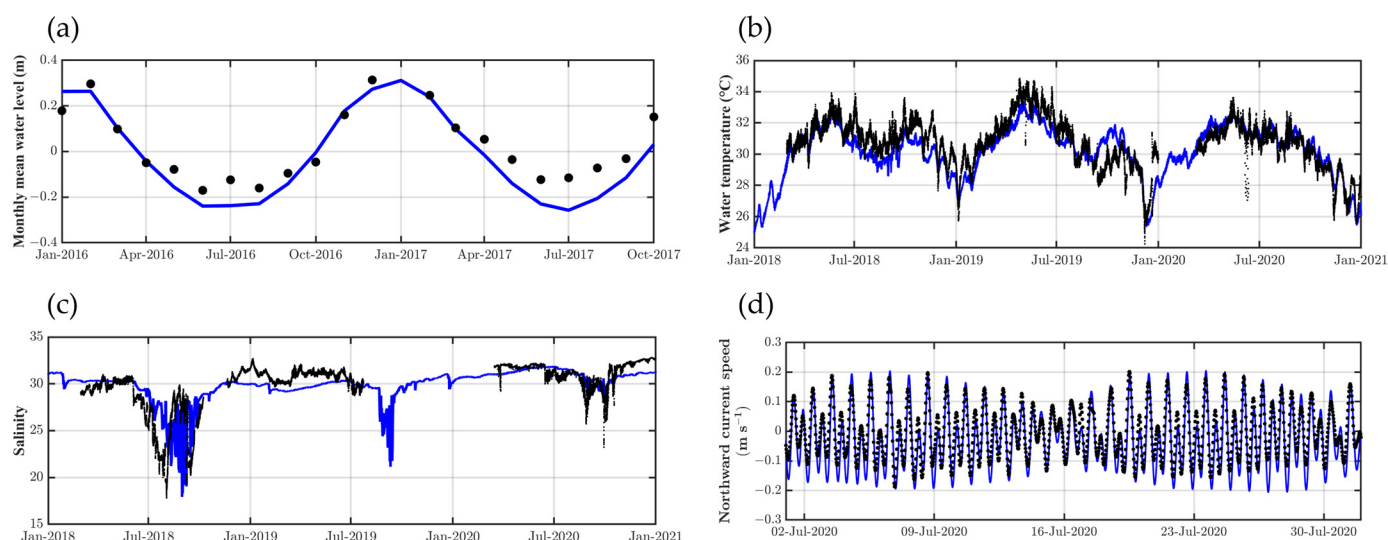 (a)
Monthly mean water level (m)
0.4
0.2
0
−0.2
−0.4
Jan-2016
Apr-2016
Jul-2016
Oct-2016
Jan-2017
Apr-2017
Jul-2017
Oct-2017
(b)
Water temperature (°C)
36
34
32
30
28
26
24
Jan-2018
Jul-2018
Jan-2019
Jul-2019
Jan-2020
Jul-2020
Jan-2021
(c)
Salinity
35
30
25
20
15
Jan-2018
Jul-2018
Jan-2019
Jul-2019
Jan-2020
Jul-2020
Jan-2021
(d)
Northward current speed
(m s⁻¹)
0.3
0.2
0.1
0
−0.1
−0.2
−0.3
02-Jul-2020
09-Jul-2020
16-Jul-2020
23-Jul-2020
30-Jul-2020